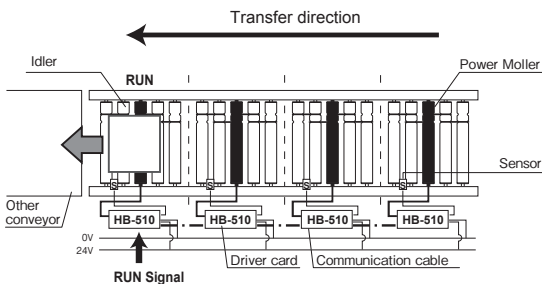 Transfer direction
Idler
RUN
Power Moller
S
S
S
S
Sensor
Other
conveyor
HB-510
HB-510
HB-510
HB-510
0V
24V
Driver card
Communication cable
RUN Signal